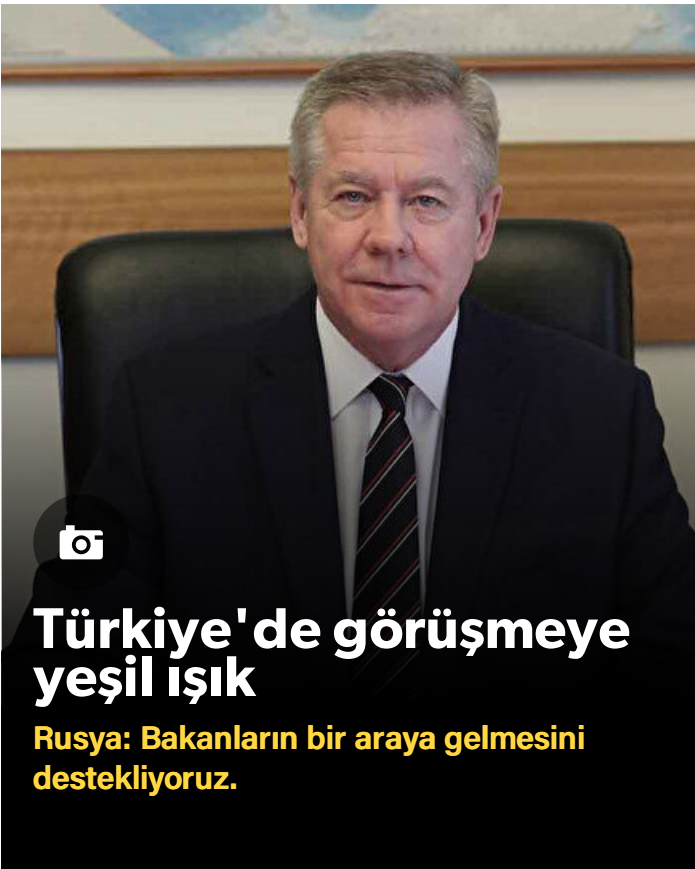 Türkiye'de görüşmeye
yeşil ışık
Rusya: Bakanların bir araya gelmesini
destekliyoruz.